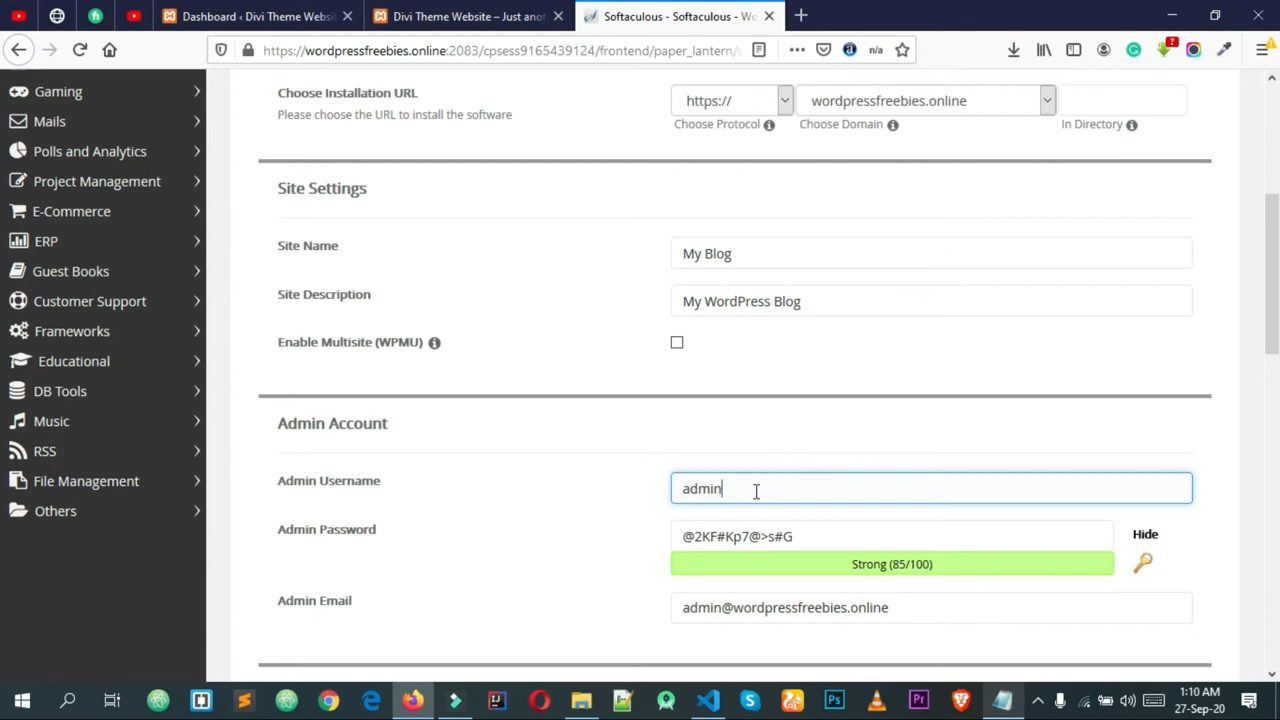 Dashboard ‹ Divi Theme Websit
Divi Theme Website – Just anot
Softaculous - Softaculous - Wo
https://wordpressfreebies.online:2083/cpsess9165439124/frontend/paper_lantern/s
n/a
?
Gaming
Mails
Polls and Analytics
Project Management
E-Commerce
ERP
Guest Books
Customer Support
Frameworks
Educational
DB Tools
Music
RSS
File Management
Others
Choose Installation URL
Please choose the URL to install the software
https://
wordpressfreebies.online
Choose Protocol
Choose Domain
In Directory
Site Settings
Site Name
My Blog
Site Description
My WordPress Blog
Enable Multisite (WPMU)
Admin Account
Admin Username
admin
Admin Password
@2KF#Kp7@>s#G
Hide
Strong (85/100)
Admin Email
admin@wordpressfreebies.online
1:10 AM
27-Sep-20